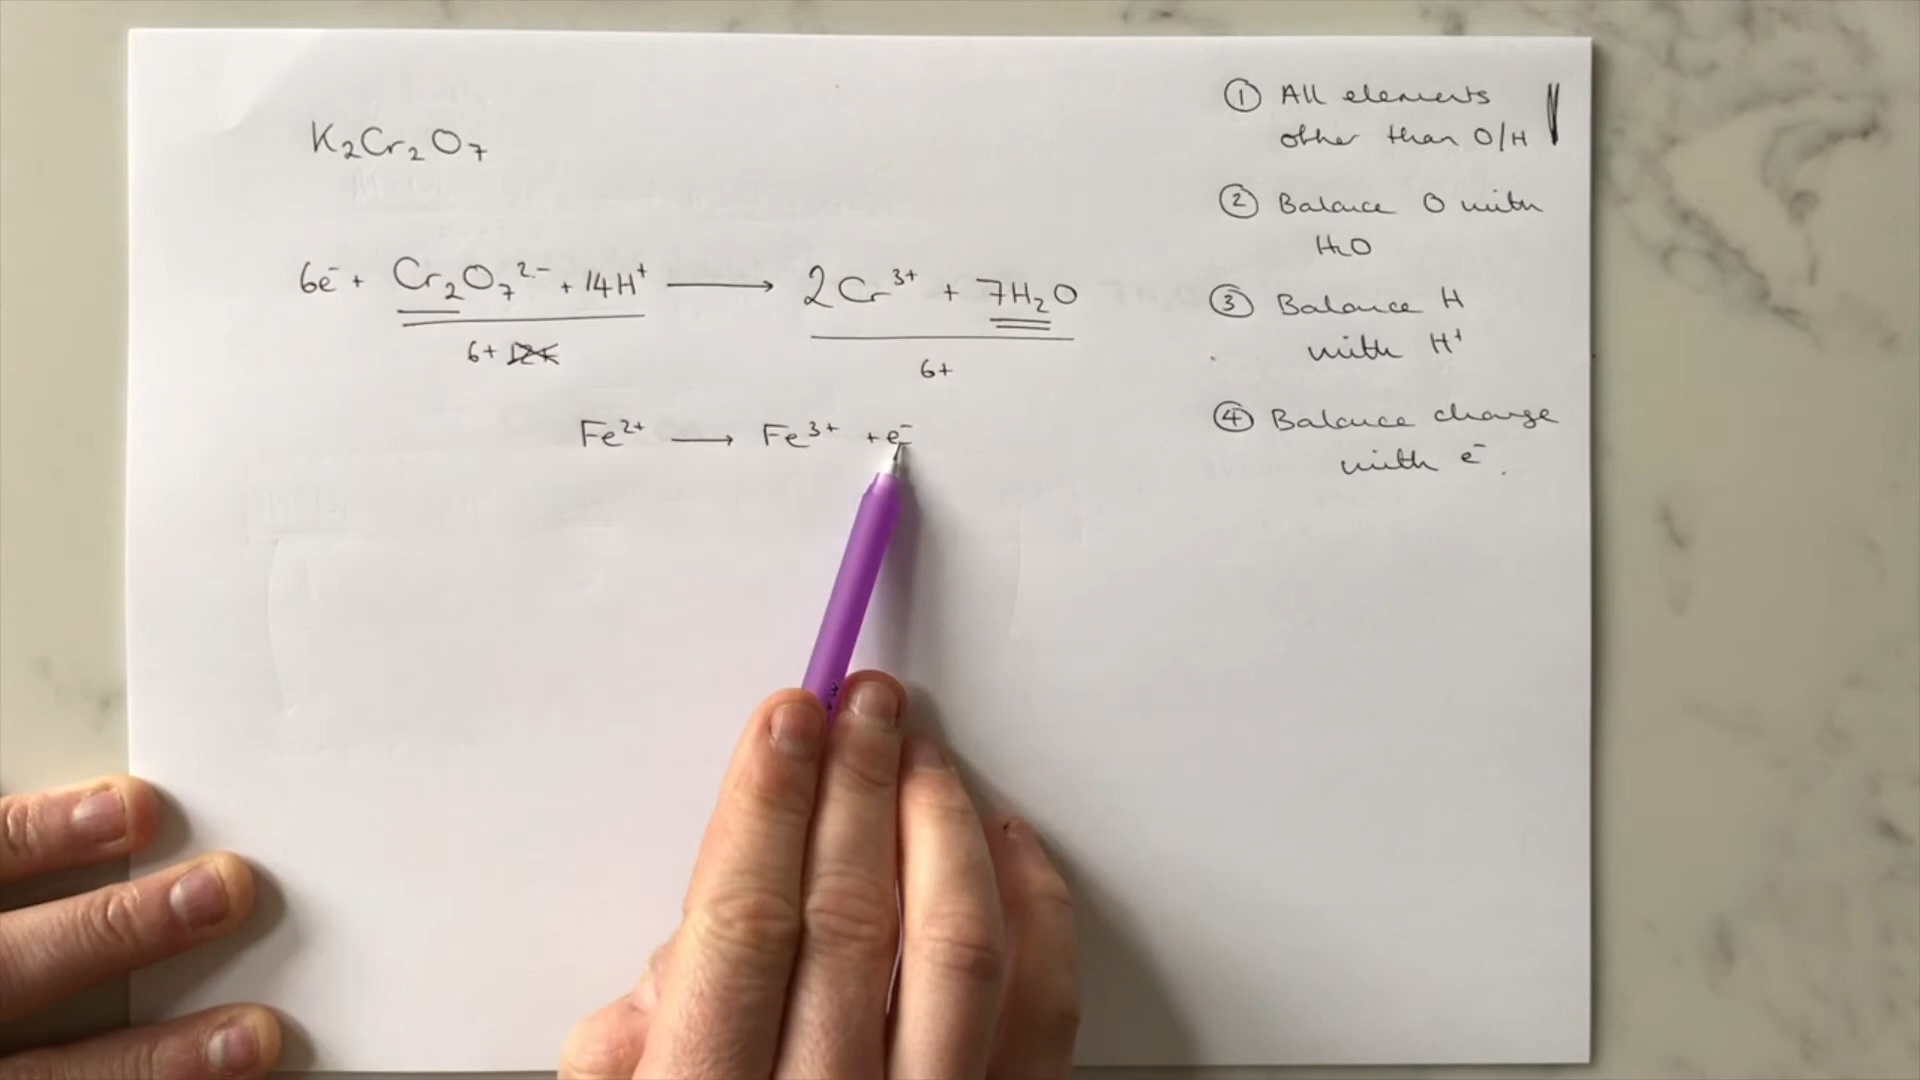 K₂Cr₂O₇
6e⁻ + Cr₂O₇²⁻ + 14H⁺ ⟶ 2Cr³⁺ + 7H₂O
6+ 12+
6+
Fe²⁺ ⟶ Fe³⁺ + e⁻
① All elements
other than O/H
② Balance O with
H₂O
③ Balance H
with H⁺
④ Balance charge
with e⁻.